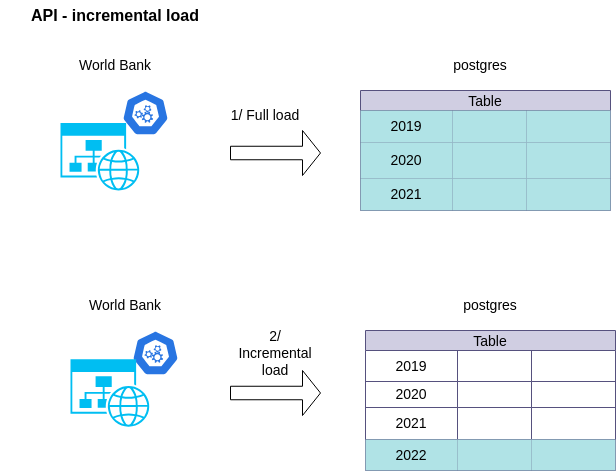 API - incremental load
World Bank
postgres
1/ Full load
Table
2019
2020
2021
World Bank
postgres
2/
Incremental
load
Table
2019
2020
2021
2022